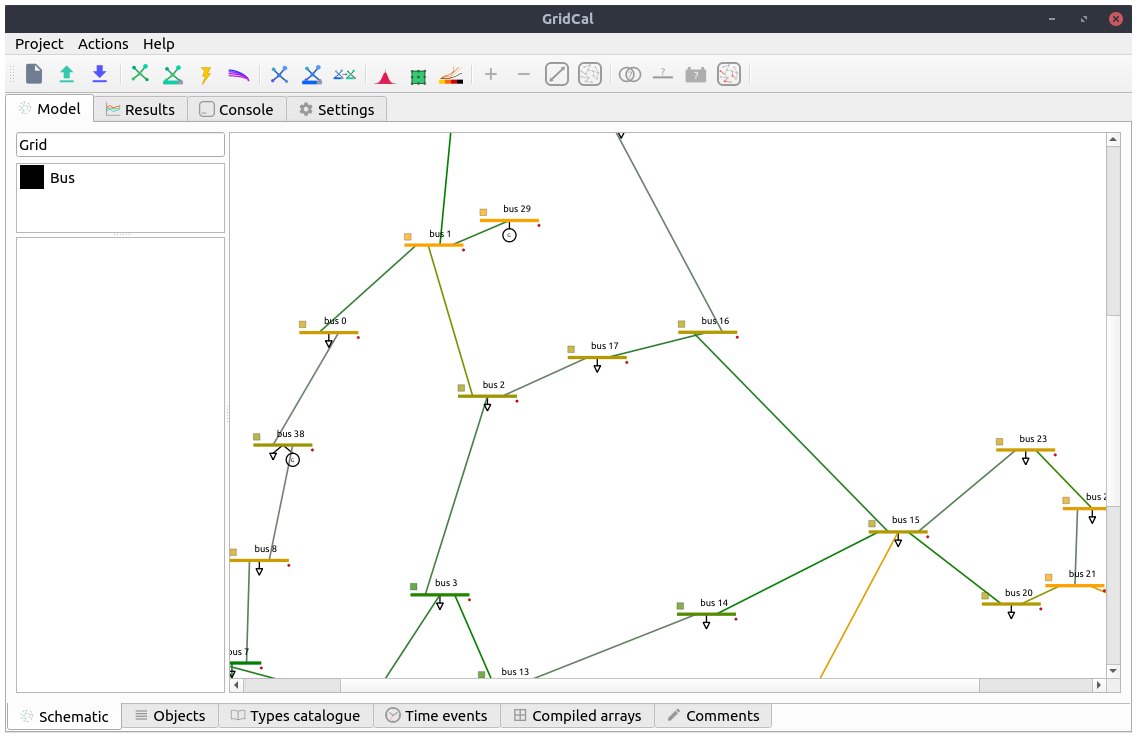 GridCal
Project Actions Help
Model Results Console Settings
Grid
Bus
bus 29
bus 1
bus 0
bus 16
bus 17
bus 2
bus 38
bus 23
bus 2
bus 15
bus 8
bus 21
bus 3
bus 20
bus 14
bus 7
bus 13
Schematic Objects Types catalogue Time events Compiled arrays Comments